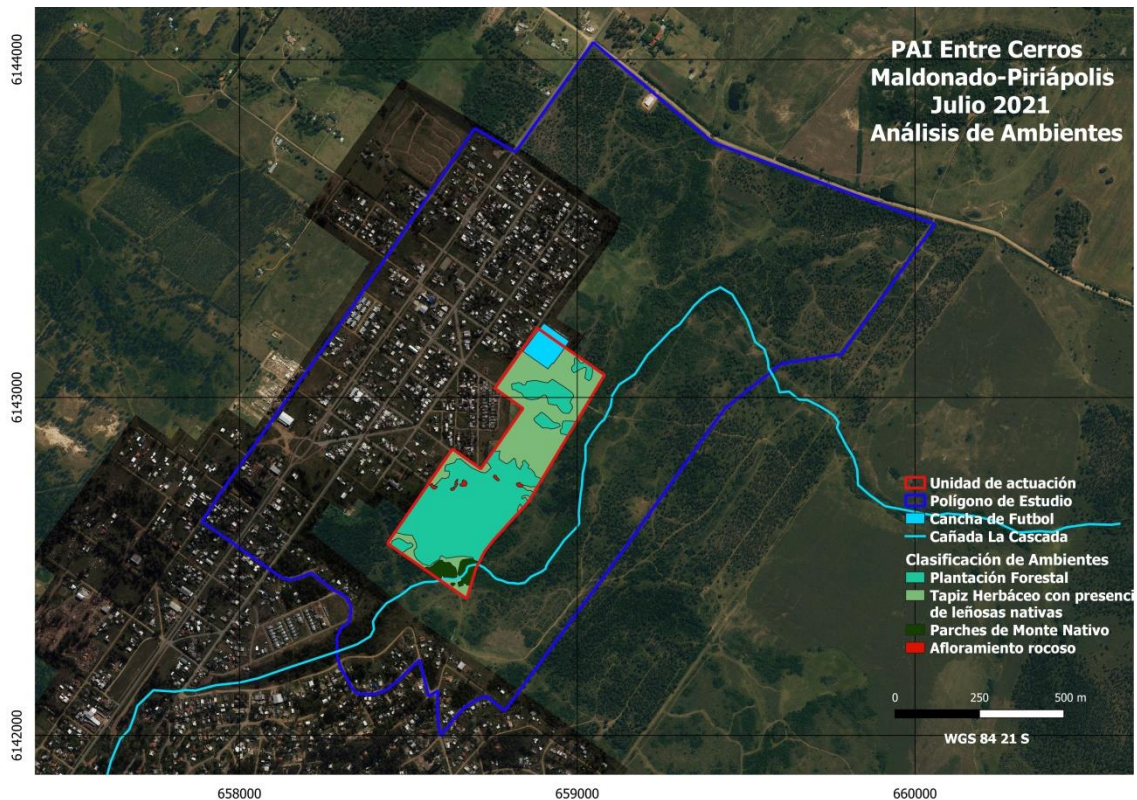 PAI Entre Cerros
Maldonado-Piriápolis
Julio 2021
Análisis de Ambientes
6144000
6143000
6142000
Unidad de actuación
Polígono de Estudio
Cancha de Futbol
Cañada La Cascada
Clasificación de Ambientes
Plantación Forestal
Tapiz Herbáceo con presenci
de leñosas nativas
Parches de Monte Nativo
Afloramiento rocoso
0 250 500 m
WGS 84 21 S
658000 659000 660000